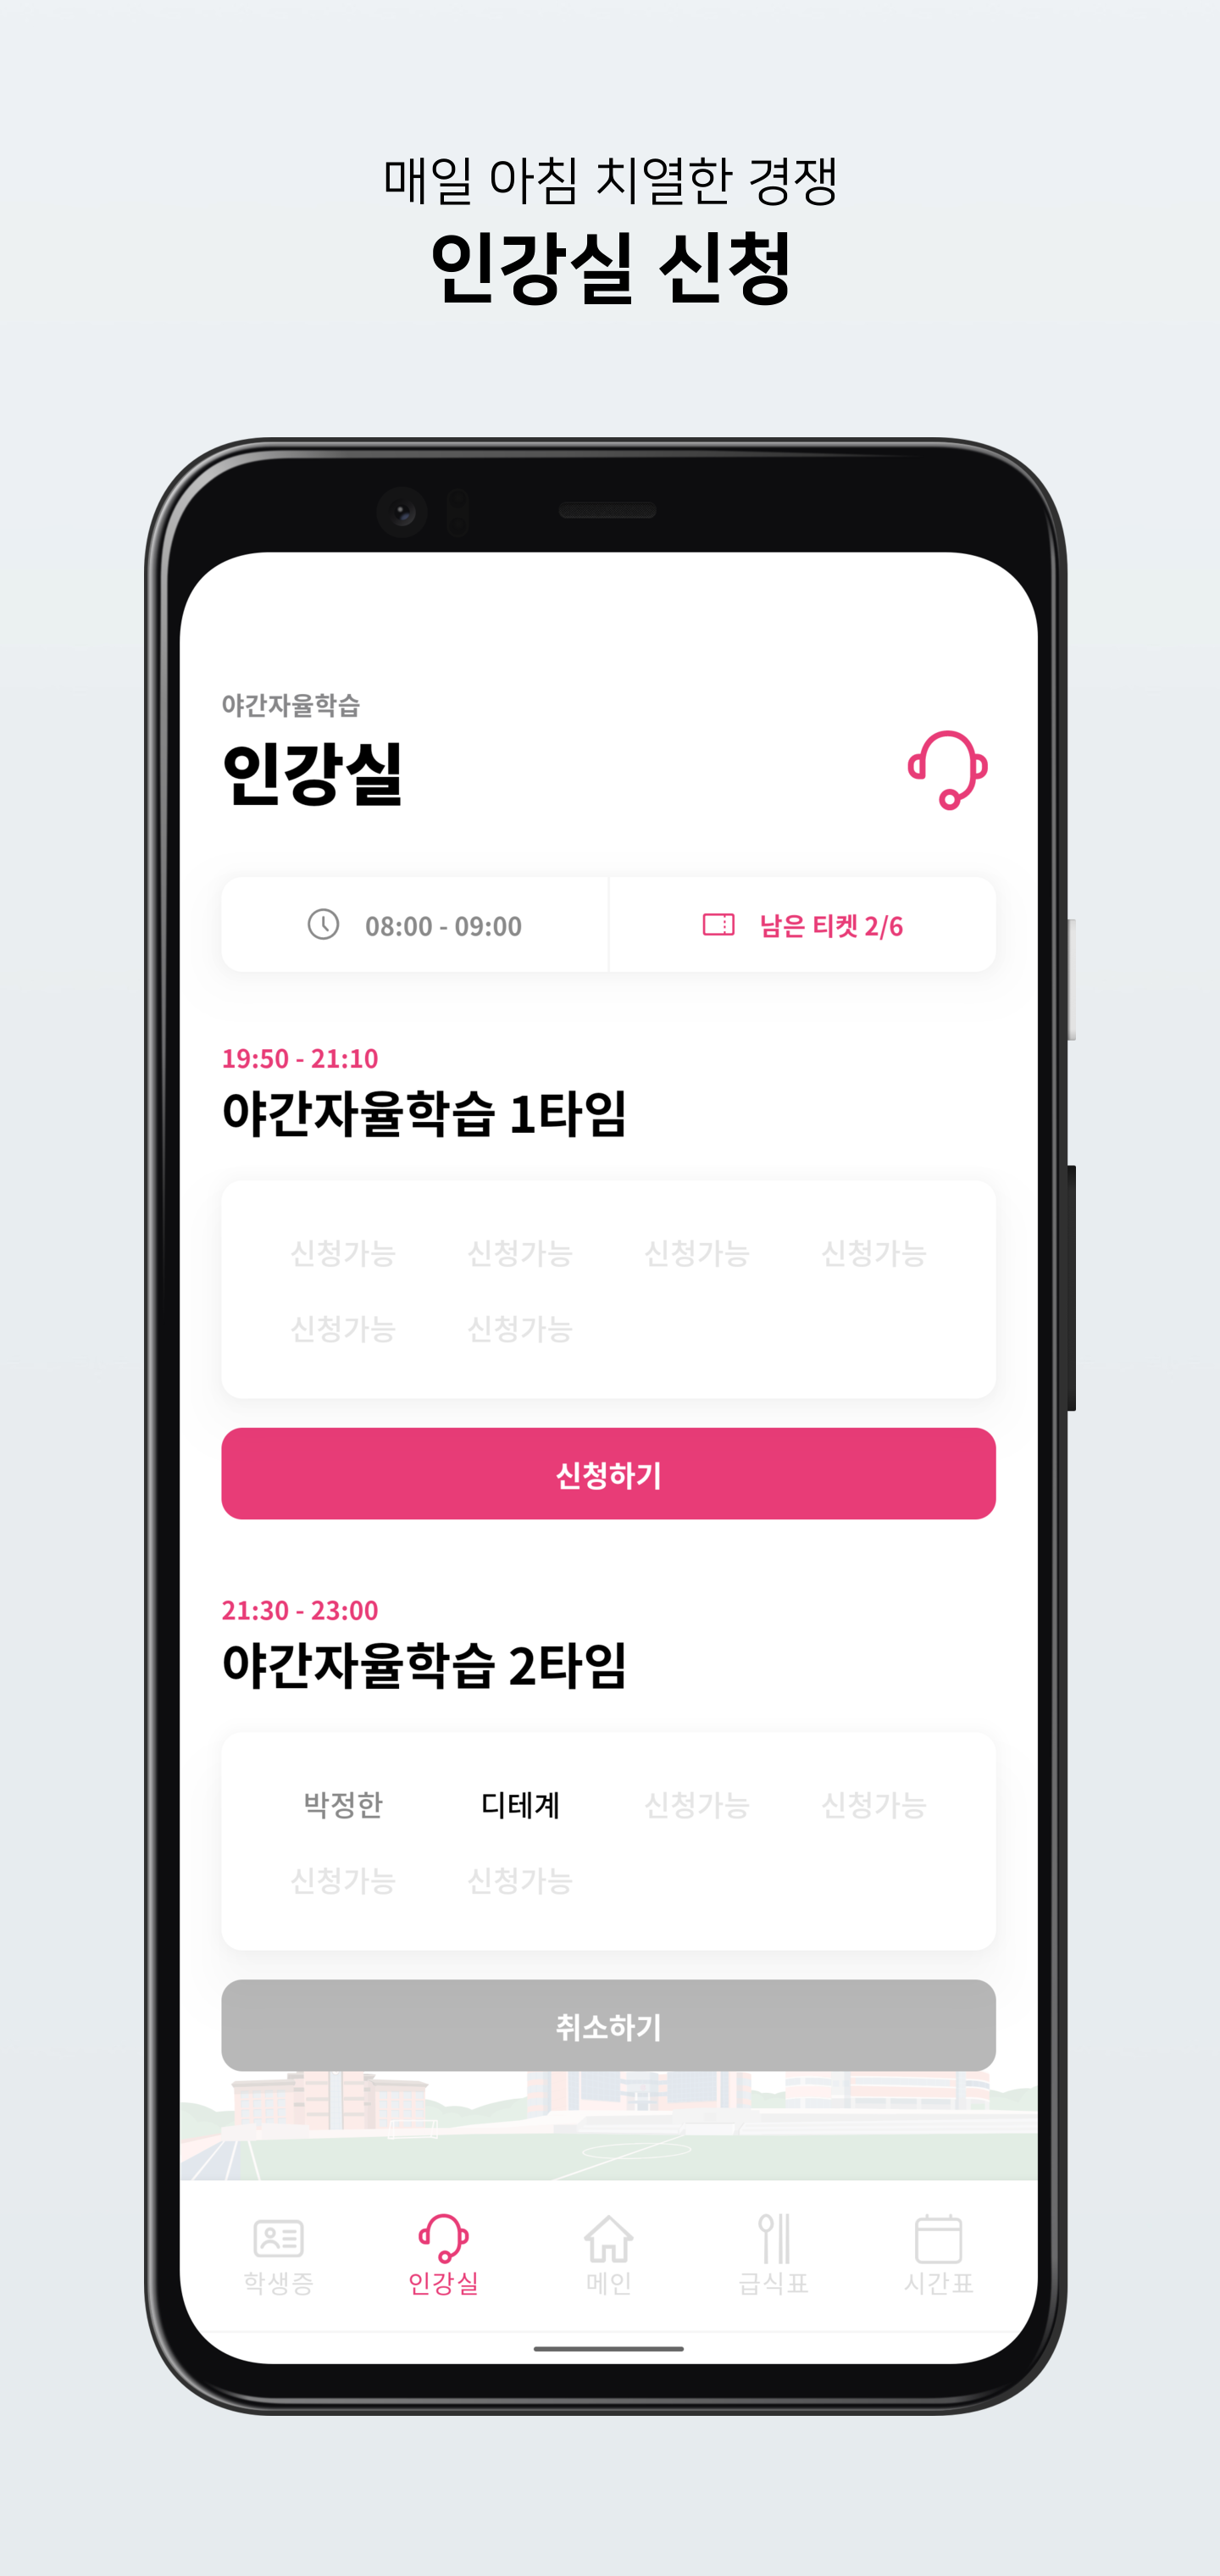 매일 아침 치열한 경쟁
인강실 신청
야간자율학습
인강실
08:00 - 09:00 남은 티켓 2/6
19:50 - 21:10
야간자율학습 1타임
신청가능 신청가능 신청가능 신청가능
신청가능 신청가능
신청하기
21:30 - 23:00
야간자율학습 2타임
박정한 디테계 신청가능 신청가능
신청가능 신청가능
취소하기
학생증 인강실 메인 급식표 시간표